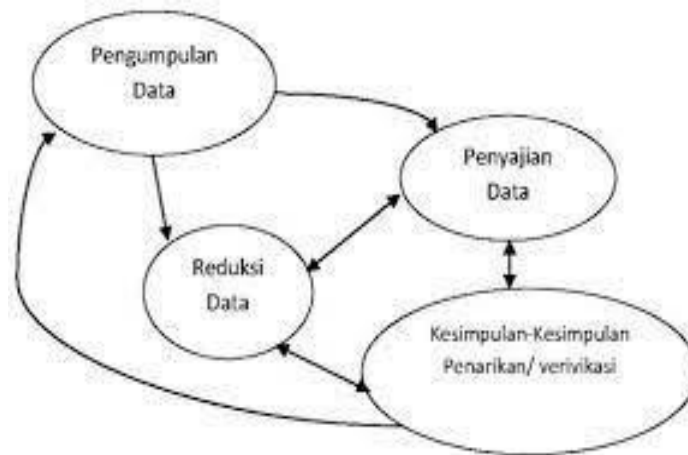 Pengumpulan
Data
Penyajian
Data
Reduksi
Data
Kesimpulan-Kesimpulan
Penarikan/ verivikasi